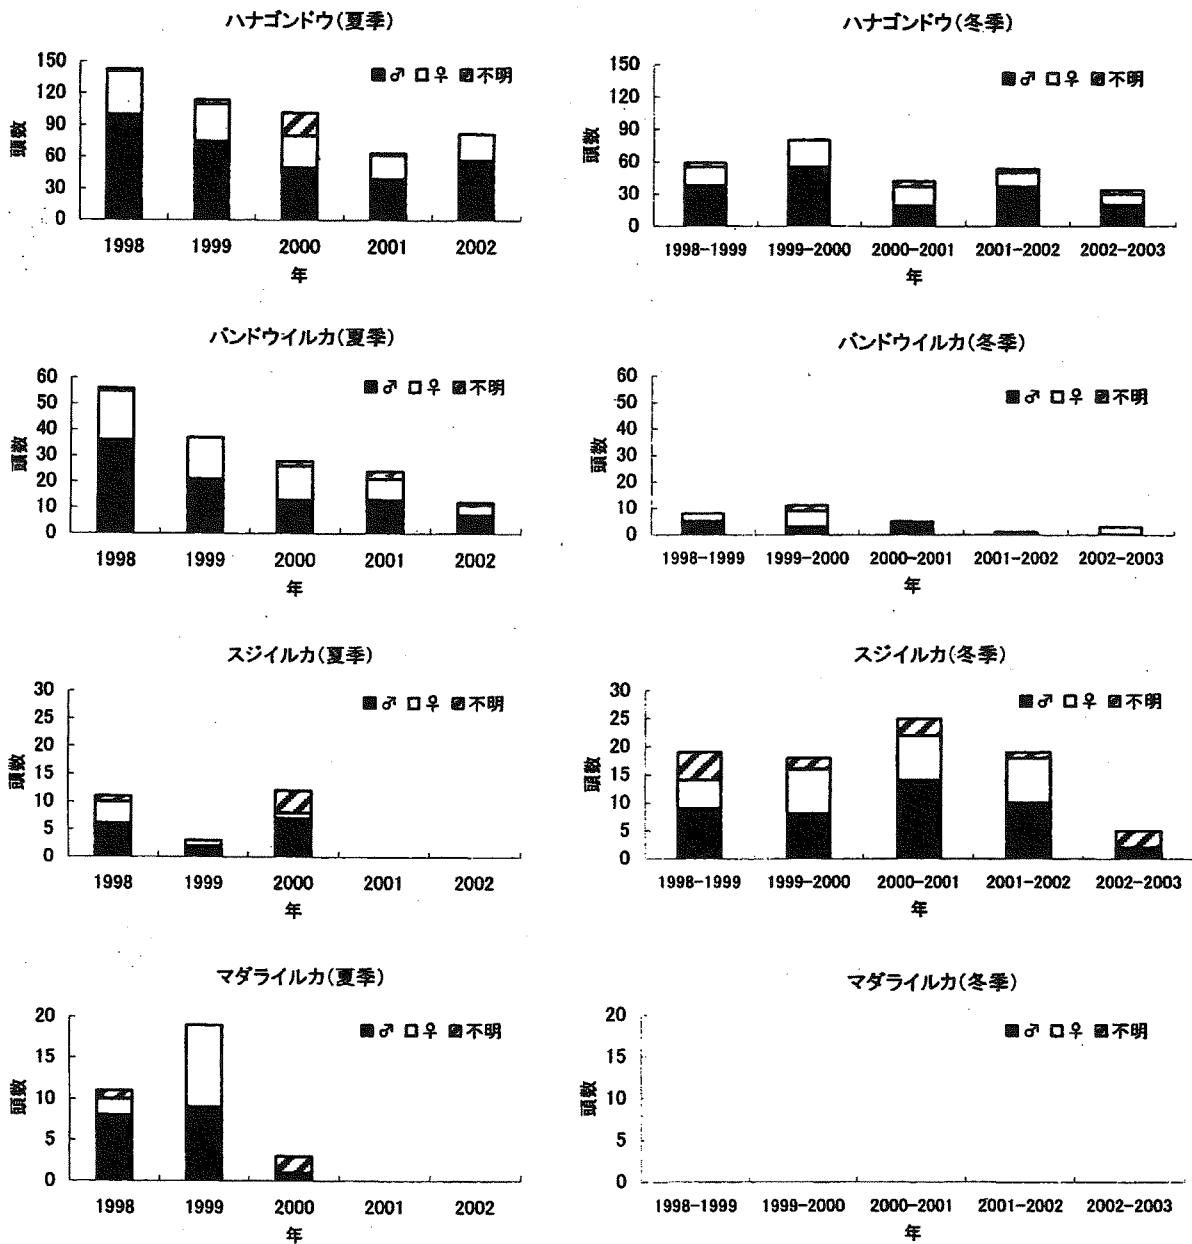 ハナゴンドウ(夏季)
150
120
90
60
30
0
頭数
■♂ □♀ ▨不明
1998 1999 2000 2001 2002
年
ハナゴンドウ(冬季)
150
120
90
60
30
0
頭数
■♂ □♀ ▨不明
1998-1999 1999-2000 2000-2001 2001-2002 2002-2003
年
バンドウイルカ(夏季)
60
50
40
30
20
10
0
頭数
■♂ □♀ ▨不明
1998 1999 2000 2001 2002
年
バンドウイルカ(冬季)
60
50
40
30
20
10
0
頭数
■♂ □♀ ▨不明
1998-1999 1999-2000 2000-2001 2001-2002 2002-2003
年
スジイルカ(夏季)
30
25
20
15
10
5
0
頭数
■♂ □♀ ▨不明
1998 1999 2000 2001 2002
年
スジイルカ(冬季)
30
25
20
15
10
5
0
頭数
■♂ □♀ ▨不明
1998-1999 1999-2000 2000-2001 2001-2002 2002-2003
年
マダライルカ(夏季)
20
15
10
5
0
頭数
■♂ □♀ ▨不明
1998 1999 2000 2001 2002
年
マダライルカ(冬季)
20
15
10
5
0
頭数
■♂ □♀ ▨不明
1998-1999 1999-2000 2000-2001 2001-2002 2002-2003
年